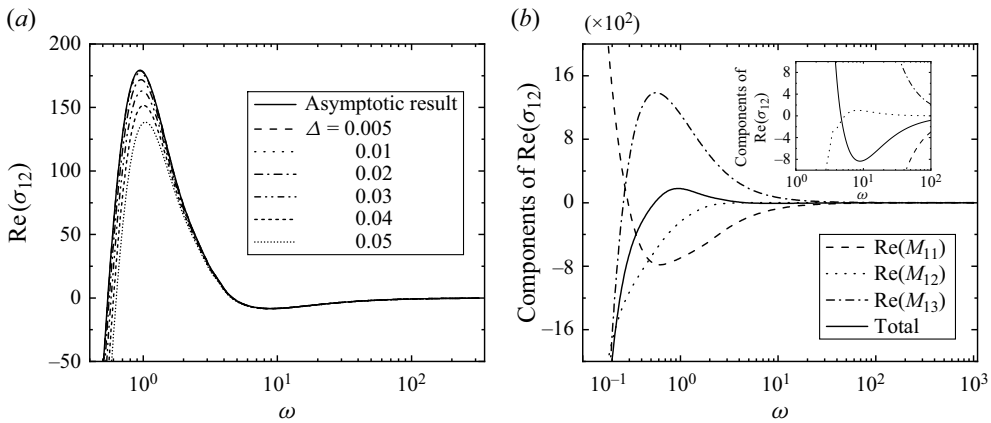 (a)
200
150
100
50
0
–50
Re(σ12)
10^0
10^1
10^2
ω
Asymptotic result
Δ = 0.005
0.01
0.02
0.03
0.04
0.05
(b)
(×10^2)
16
8
0
–8
–16
Components of Re(σ12)
10^–1
10^0
10^1
10^2
10^3
ω
Components of
Re(σ12)
8
4
0
–4
–8
10^0
10^1
10^2
ω
Re(M11)
Re(M12)
Re(M13)
Total